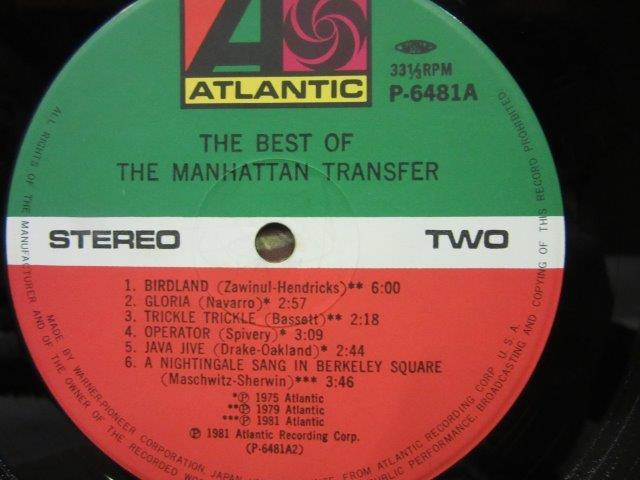 ATLANTIC
33⅓RPM
P-6481A
THE BEST OF
THE MANHATTAN TRANSFER
STEREO
TWO
1. BIRDLAND (Zawinul-Hendricks)** 6:00
2. GLORIA (Navarro)* 2:57
3. TRICKLE TRICKLE (Bassett)** 2:18
4. OPERATOR (Spivery)* 3:09
5. JAVA JIVE (Drake-Oakland)* 2:44
6. A NIGHTINGALE SANG IN BERKELEY SQUARE
(Maschwitz-Sherwin)*** 3:46
*Ⓟ 1975 Atlantic
**Ⓟ 1979 Atlantic
***Ⓟ 1981 Atlantic
Ⓟ 1981 Atlantic Recording Corp.
(P-6481A2)
ALL RIGHTS OF THE MANUFACTURER AND OF THE OWNER OF THE RECORDED
MADE BY WARNER-PIONEER CORPORATION, JAPAN FROM ATLANTIC RECORDING CORP. U.S.A.
PUBLIC PERFORMANCE, BROADCASTING AND COPYING OF THIS RECORD PROHIBITED